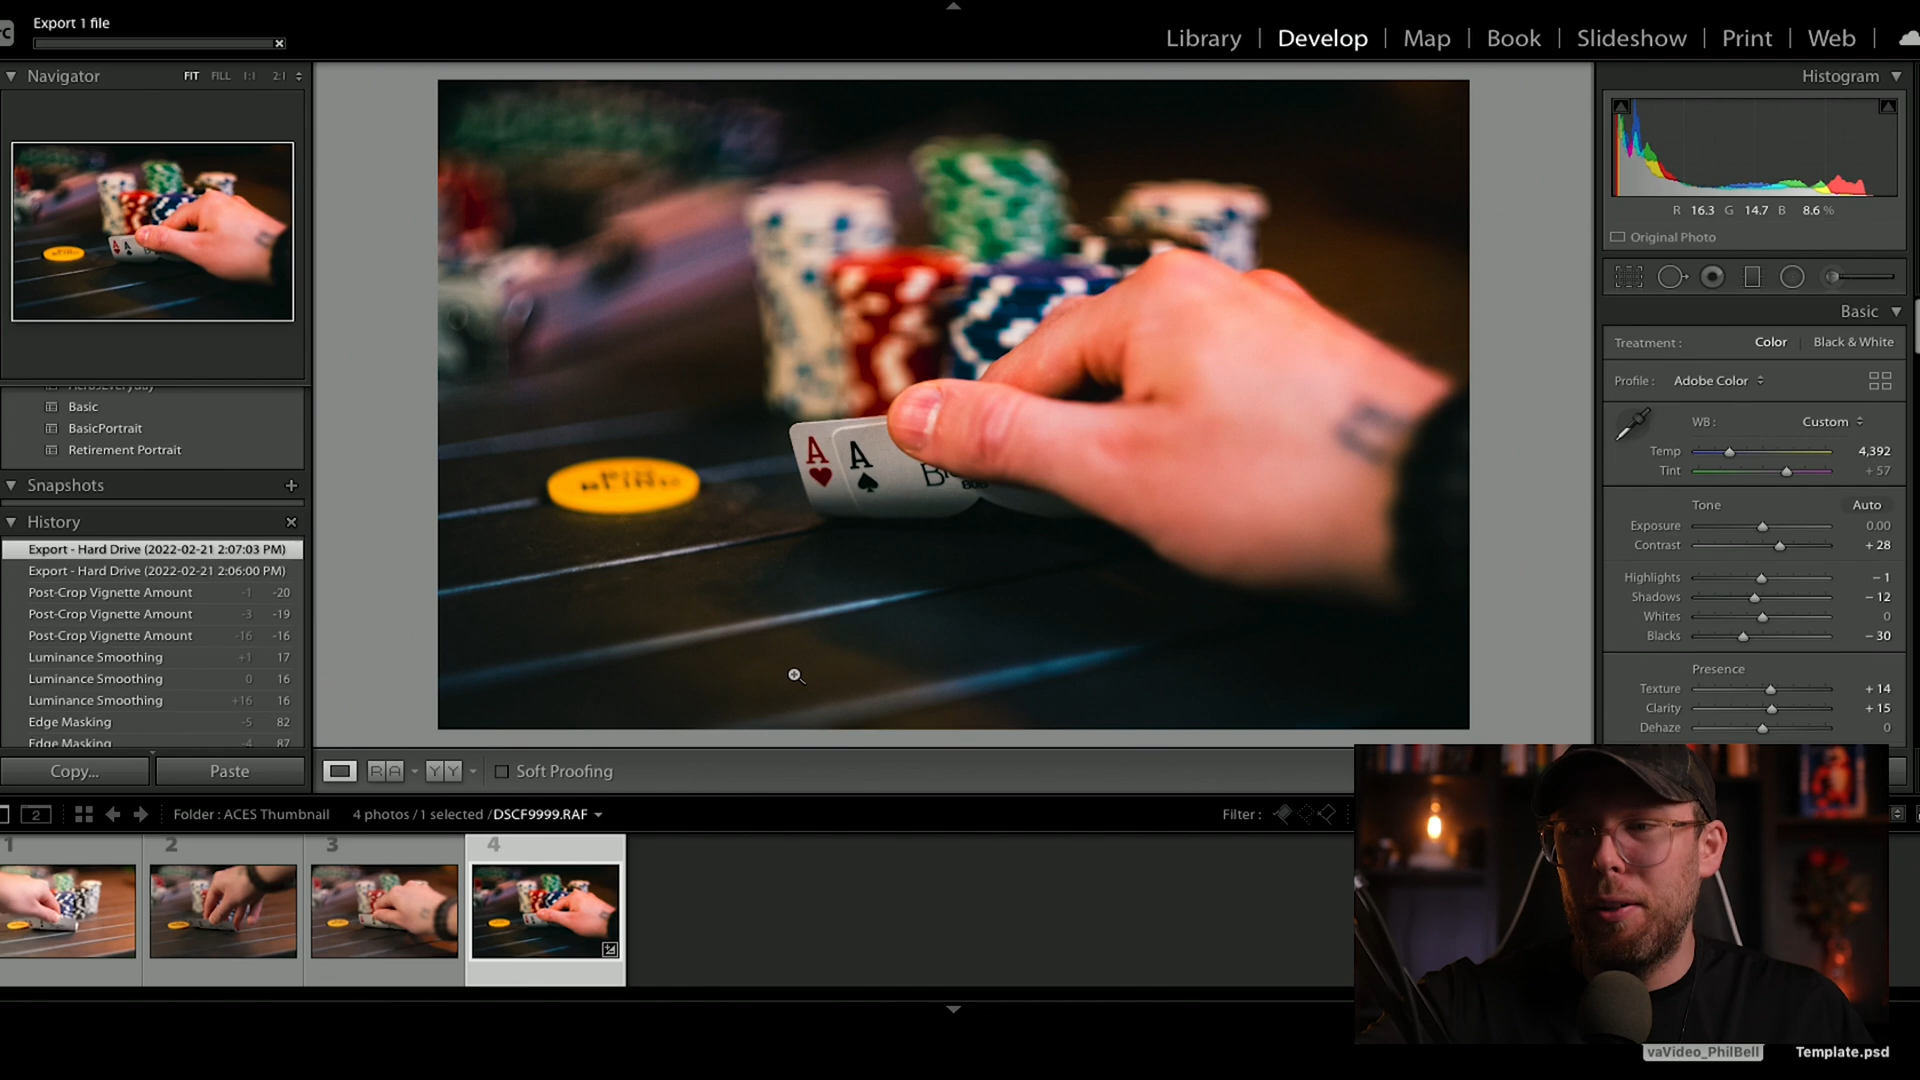 Export 1 file
Library | Develop | Map | Book | Slideshow | Print | Web
Navigator FIT FILL 1:1 2:1
Histogram
R 16.3 G 14.7 B 8.6 %
Original Photo
Basic
Treatment : Color | Black & White
Profile : Adobe Color
WB : Custom
Temp 4,392
Tint + 57
Tone Auto
Exposure 0.00
Contrast + 28
Highlights − 1
Shadows − 12
Whites 0
Blacks − 30
Presence
Texture + 14
Clarity + 15
Dehaze 0
Basic
BasicPortrait
Retirement Portrait
Snapshots
History
Export - Hard Drive (2022-02-21 2:07:03 PM)
Export - Hard Drive (2022-02-21 2:06:00 PM)
Post-Crop Vignette Amount -1 -20
Post-Crop Vignette Amount -3 -19
Post-Crop Vignette Amount -16 -16
Luminance Smoothing +1 17
Luminance Smoothing 0 16
Luminance Smoothing +16 16
Edge Masking -5 82
Edge Masking -4 87
A A
Copy... Paste
R A Y Y Soft Proofing
2 Folder : ACES Thumbnail 4 photos / 1 selected / DSCF9999.RAF Filter :
1 2 3 4
vaVideo_PhilBell Template.psd